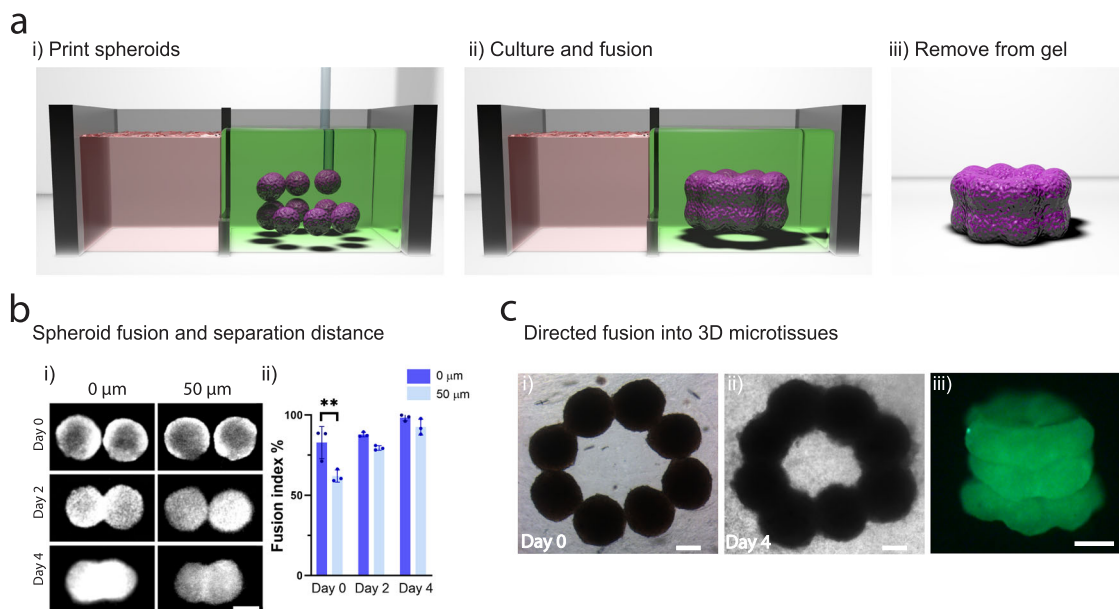 a
i) Print spheroids
ii) Culture and fusion
iii) Remove from gel
b
Spheroid fusion and separation distance
i)
0 µm
50 µm
Day 0
Day 2
Day 4
ii)
0 µm
50 µm
**
Fusion index %
100
50
0
Day 0
Day 2
Day 4
c
Directed fusion into 3D microtissues
i)
Day 0
ii)
Day 4
iii)